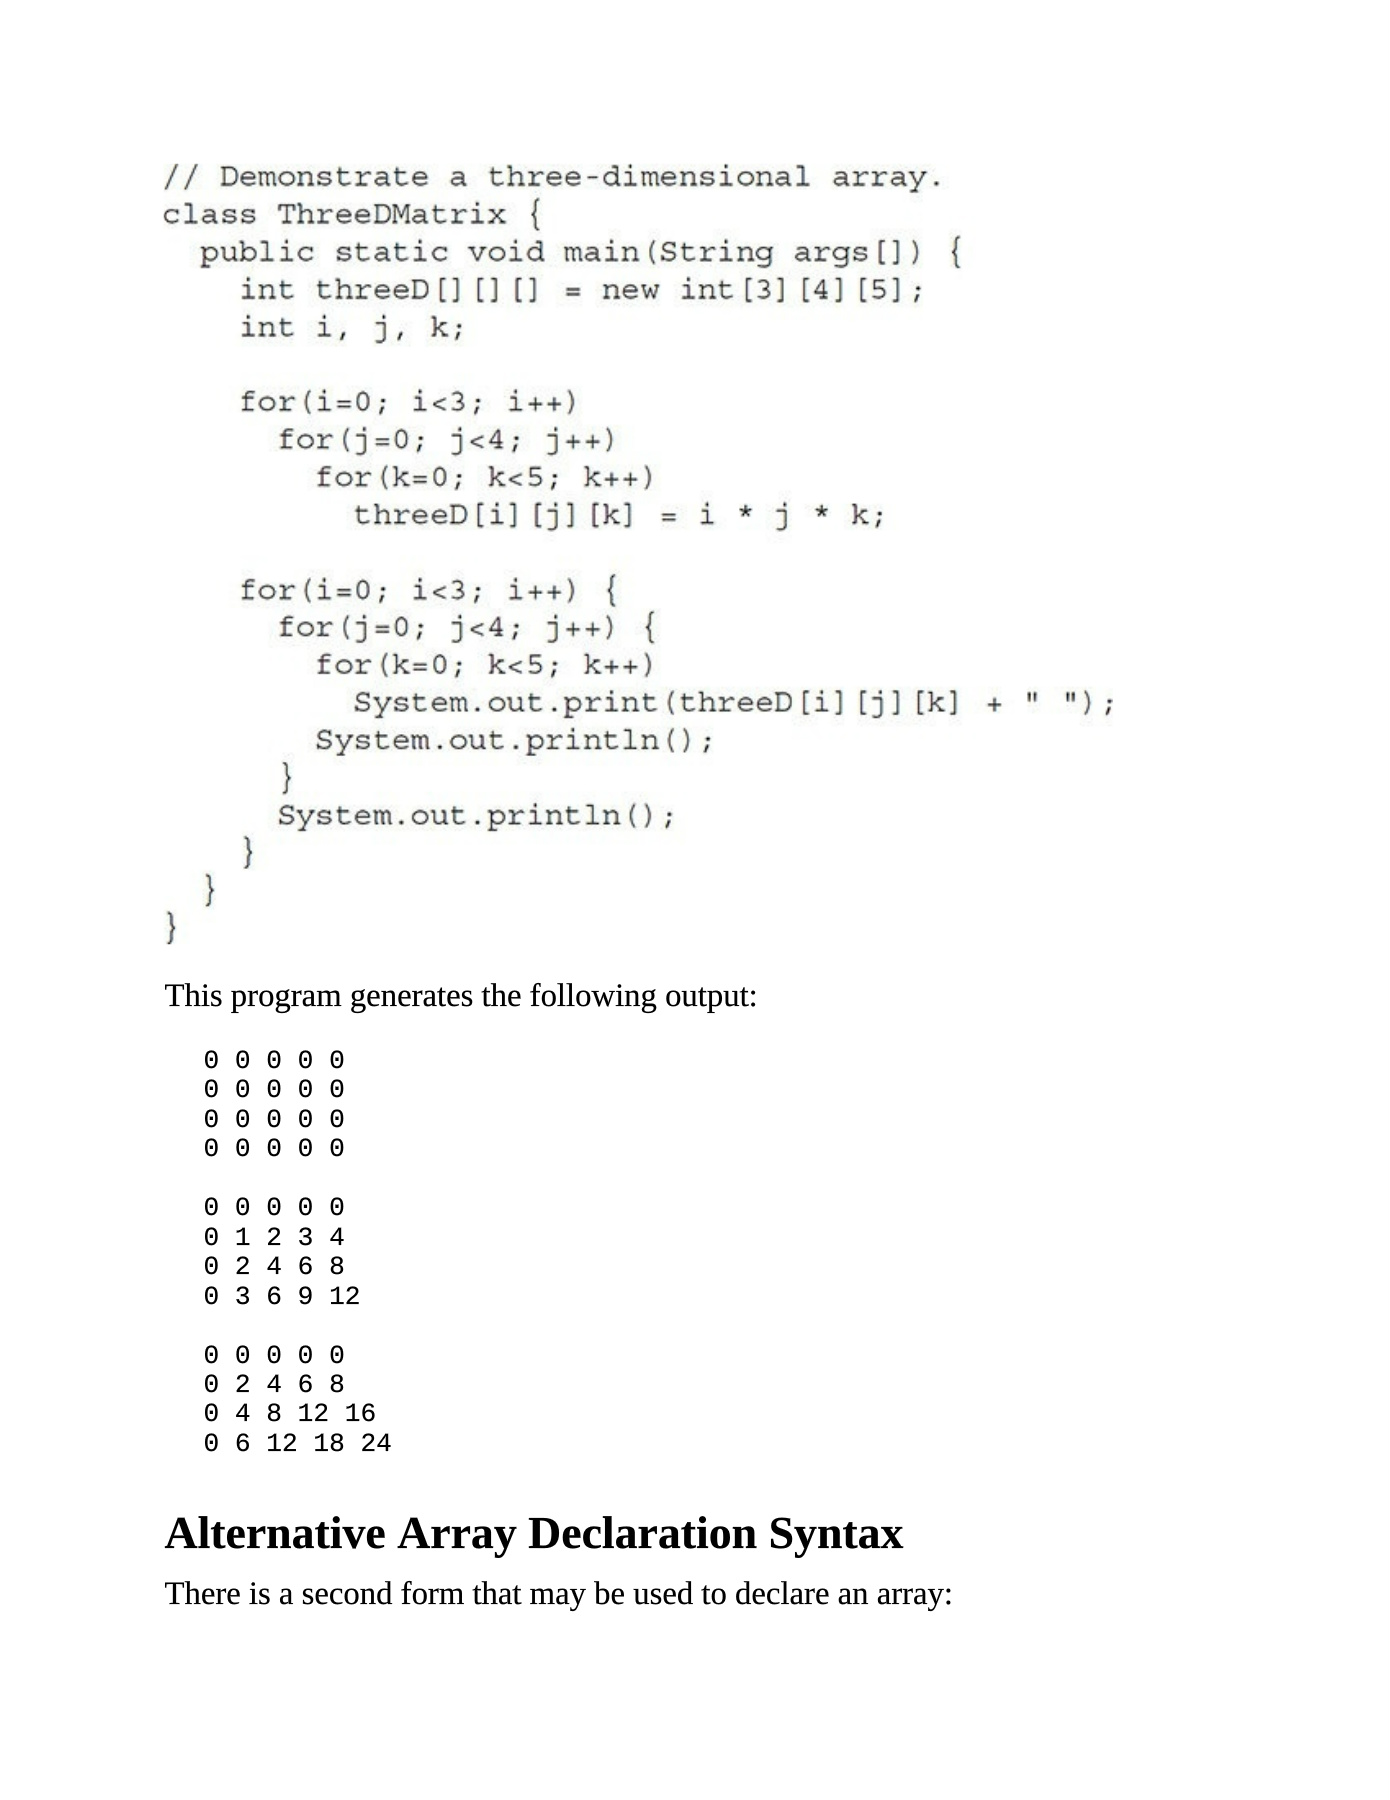 // Demonstrate a three-dimensional array.
class ThreeDMatrix {
  public static void main(String args[]) {
    int threeD[][][] = new int[3][4][5];
    int i, j, k;

    for(i=0; i<3; i++)
      for(j=0; j<4; j++)
        for(k=0; k<5; k++)
          threeD[i][j][k] = i * j * k;

    for(i=0; i<3; i++) {
      for(j=0; j<4; j++) {
        for(k=0; k<5; k++)
          System.out.print(threeD[i][j][k] + " ");
        System.out.println();
      }
      System.out.println();
    }
  }
}
This program generates the following output:
0 0 0 0 0
0 0 0 0 0
0 0 0 0 0
0 0 0 0 0

0 0 0 0 0
0 1 2 3 4
0 2 4 6 8
0 3 6 9 12

0 0 0 0 0
0 2 4 6 8
0 4 8 12 16
0 6 12 18 24
Alternative Array Declaration Syntax
There is a second form that may be used to declare an array: